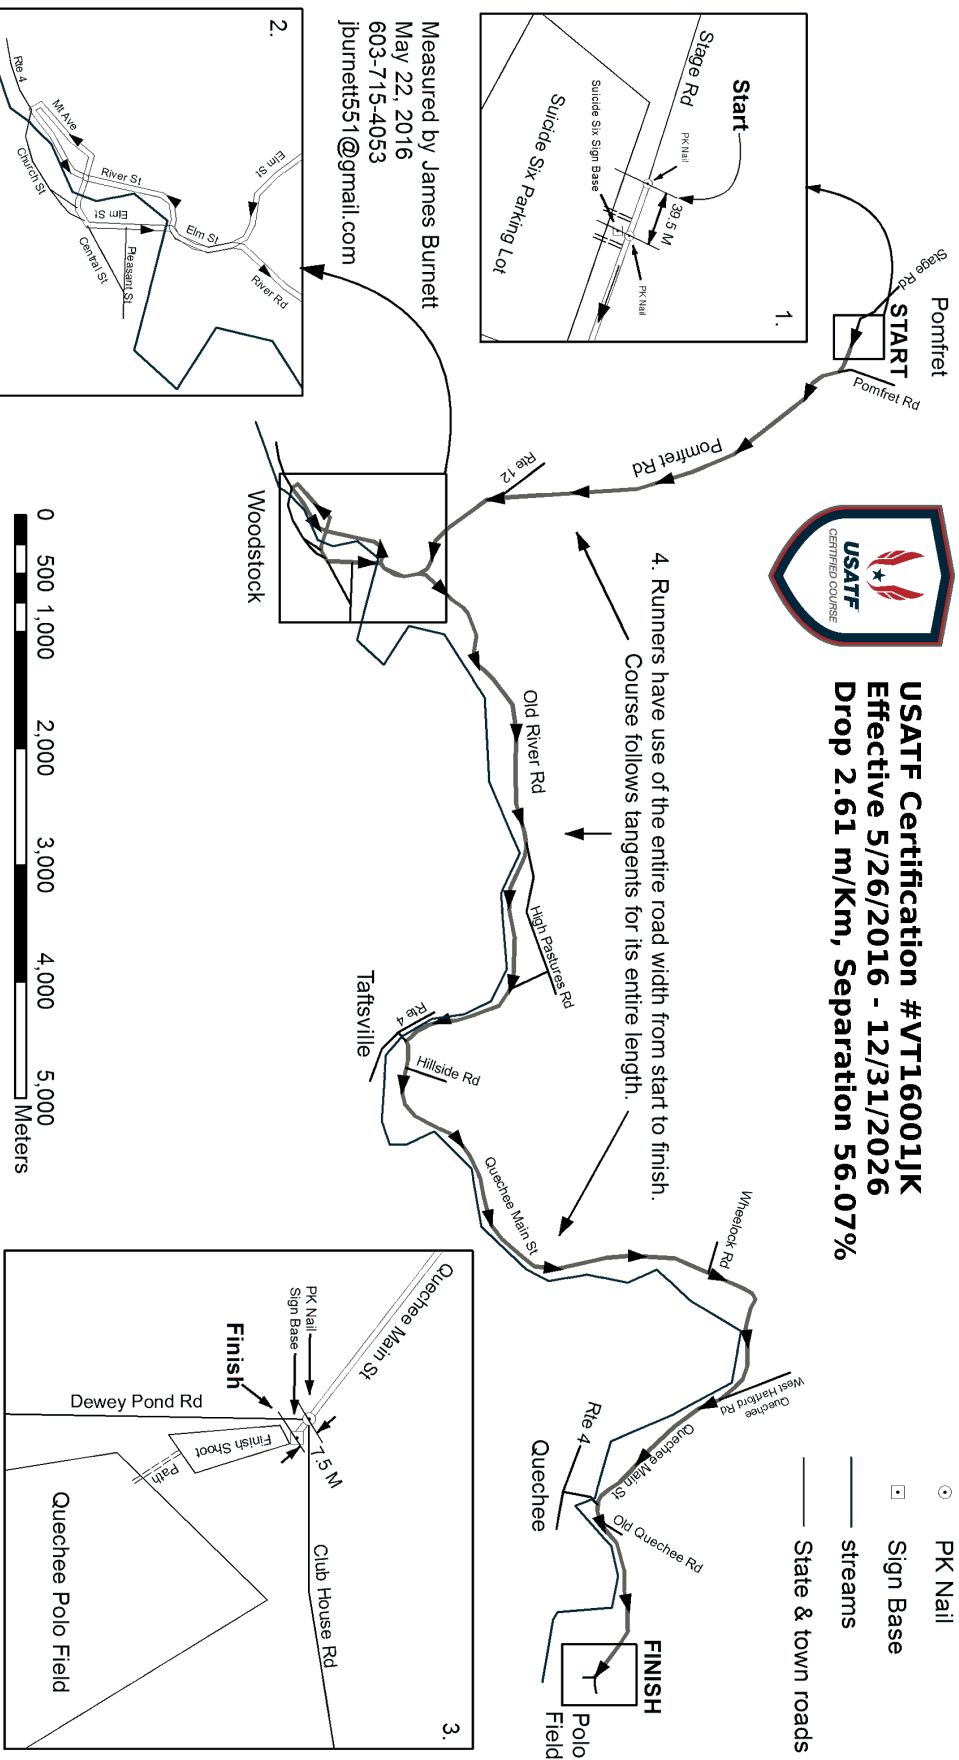 USATF Certification #VT16001JK
Effective 5/26/2016 - 12/31/2026
Drop 2.61 m/Km, Separation 56.07%
USATF
CERTIFIED COURSE
PK Nail
Sign Base
streams
State & town roads
Pomfret
Stage Rd
START
Pomfret Rd
Pomfret Rd
Rte 12
4. Runners have use of the entire road width from start to finish.
Course follows tangents for its entire length.
Woodstock
Old River Rd
High Pastures Rd
Rte 4
Taftsville
Hillside Rd
Quechee Main St
Wheelock Rd
Quechee
West Hartford Rd
Quechee Main St
Rte 4
Quechee
Old Quechee Rd
FINISH
Polo
Field
1.
Stage Rd
Start
PK Nail
39.5 M
Suicide Six Sign Base
PK Nail
Suicide Six Parking Lot
Measured by James Burnett
May 22, 2016
603-715-4053
jburnett551@gmail.com
2.
Elm St
River St
Elm St
River Rd
Mt Ave
Rte 4
Church St
Elm St
Pleasant St
Central St
0 500 1,000 2,000 3,000 4,000 5,000
Meters
3.
Quechee Main St
PK Nail
Sign Base
Finish
7.5 M
Dewey Pond Rd
Finish Shoot
Path
Club House Rd
Quechee Polo Field